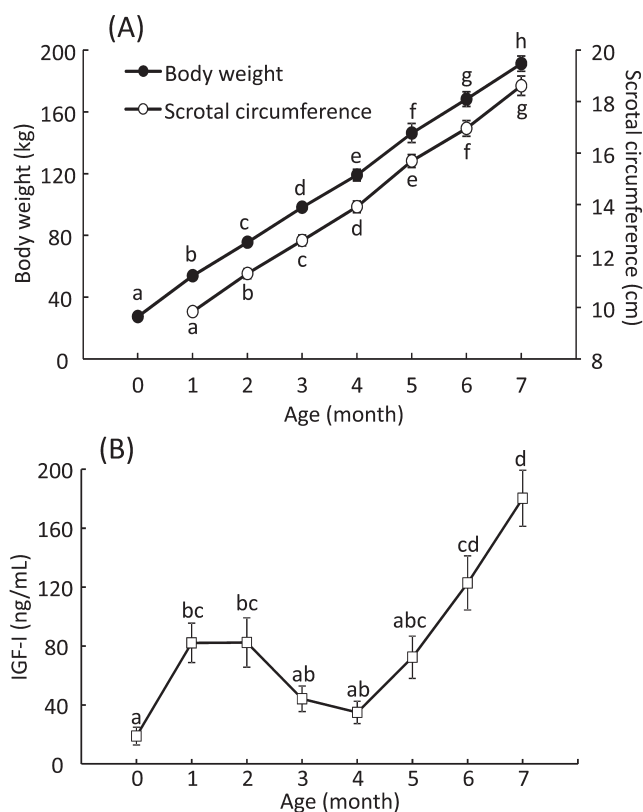 (A)
200
160
120
80
40
0
Body weight (kg)
Body weight
Scrotal circumference
a
b
c
d
e
f
g
h
a
b
c
d
e
f
g
20
18
16
14
12
10
8
Scrotal circumference (cm)
0 1 2 3 4 5 6 7
Age (month)
(B)
200
160
120
80
40
0
IGF-I (ng/mL)
a
bc
bc
ab
ab
abc
cd
d
0 1 2 3 4 5 6 7
Age (month)